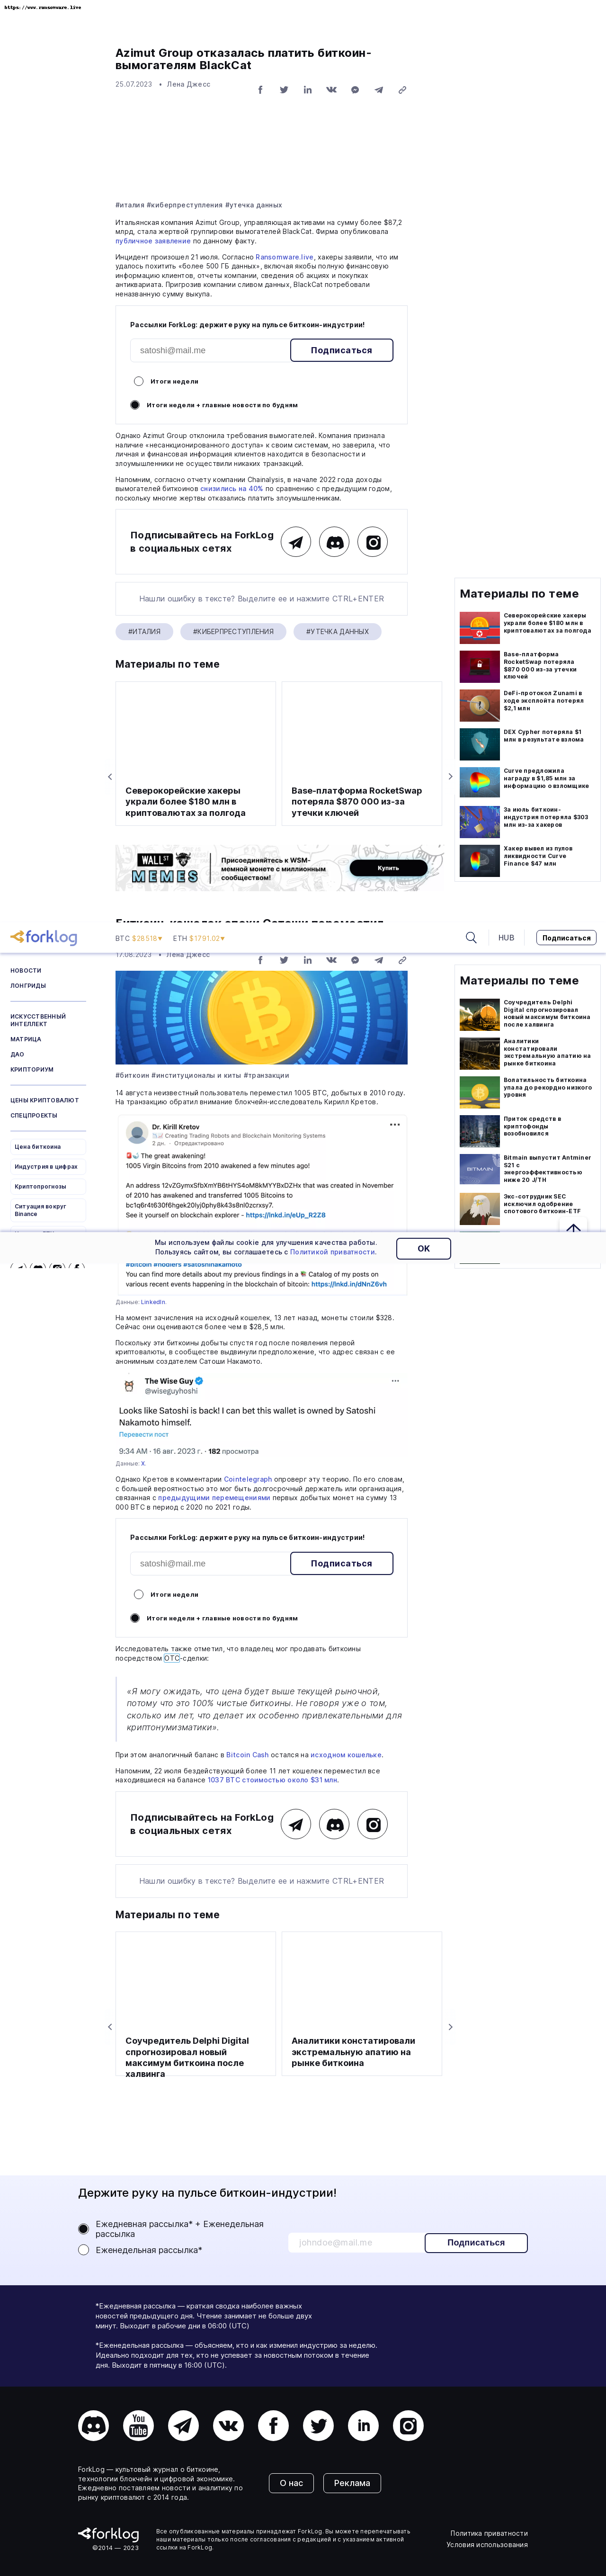 https://www.ransomware.live
Azimut Group отказалась платить биткоин-
вымогателям BlackCat
25.07.2023 • Лена Джесс
#италия #киберпреступления #утечка данных
Итальянская компания Azimut Group, управляющая активами на сумму более $87,2
млрд, стала жертвой группировки вымогателей BlackCat. Фирма опубликовала
публичное заявление по данному факту.
Инцидент произошел 21 июля. Согласно Ransomware.live, хакеры заявили, что им
удалось похитить «более 500 ГБ данных», включая якобы полную финансовую
информацию клиентов, отчеты компании, сведения об акциях и покупках
антиквариата. Пригрозив компании сливом данных, BlackCat потребовали
неназванную сумму выкупа.
Рассылки ForkLog: держите руку на пульсе биткоин-индустрии!
satoshi@mail.me
Подписаться
Итоги недели
Итоги недели + главные новости по будням
Однако Azimut Group отклонила требования вымогателей. Компания признала
наличие «несанкционированного доступа» к своим системам, но заверила, что
личная и финансовая информация клиентов находится в безопасности и
злоумышленники не осуществили никаких транзакций.
Напомним, согласно отчету компании Chainalysis, в начале 2022 года доходы
вымогателей биткоинов снизились на 40% по сравнению с предыдущим годом,
поскольку многие жертвы отказались платить злоумышленникам.
Подписывайтесь на ForkLog
в социальных сетях
Нашли ошибку в тексте? Выделите ее и нажмите CTRL+ENTER
#ИТАЛИЯ #КИБЕРПРЕСТУПЛЕНИЯ #УТЕЧКА ДАННЫХ
Материалы по теме
Северокорейские хакеры
украли более $180 млн в
криптовалютах за полгода
Base-платформа RocketSwap
потеряла $870 000 из-за
утечки ключей
Материалы по теме
Северокорейские хакеры
украли более $180 млн в
криптовалютах за полгода
Base-платформа
RocketSwap потеряла
$870 000 из-за утечки
ключей
DeFi-протокол Zunami в
ходе эксплойта потерял
$2,1 млн
DEX Cypher потеряла $1
млн в результате взлома
Curve предложила
награду в $1,85 млн за
информацию о взломщике
За июль биткоин-
индустрия потеряла $303
млн из-за хакеров
Хакер вывел из пулов
ликвидности Curve
Finance $47 млн
WALL ST
MEMES
Присоединяйтесь к WSM-
мемной монете с миллионным
сообществом!
Купить
Биткоин-кошелек эпохи Сатоши переместил
forklog
BTC $28518▼ ETH $1791.02▼
HUB
Подписаться
17.08.2023 • Лена Джесс
НОВОСТИ
ЛОНГРИДЫ
ИСКУССТВЕННЫЙ
ИНТЕЛЛЕКТ
МАТРИЦА
ДАО
КРИПТОРИУМ
ЦЕНЫ КРИПТОВАЛЮТ
СПЕЦПРОЕКТЫ
Цена биткоина
Индустрия в цифрах
Криптопрогнозы
Ситуация вокруг
Binance
#биткоин #институционалы и киты #транзакции
14 августа неизвестный пользователь переместил 1005 BTC, добытых в 2010 году.
На транзакцию обратил внимание блокчейн-исследователь Кирилл Кретов.
Dr. Kirill Kretov
Creating Trading Robots and Blockchain Monitoring Systems
2 дн. • Отредактировано
The great awakening!
1005 Virgin Bitcoins from 2010 awakened a few minutes ago!
An address 12vZGymxSfbXmYB6tHYS4oM8kMYYBxDZHx that was created in
November of 2010 has awakened and transferred 1005 Bitcoins to
bc1qj6r4t630f6hgek20lyj0phy8k43s8nl0zcrxsy7.
See it yourself on blockchain explorer - https://lnkd.in/eUp_R2Z8
Мы используем файлы cookie для улучшения качества работы.
Пользуясь сайтом, вы соглашаетесь с Политикой приватности.
OK
#bitcoin #hodlers #satoshinakamoto
You can find more details about my previous findings in a Catalog of my posts on
various events happening in the blockchain of bitcoin: https://lnkd.in/dNnZ6vh
Данные: LinkedIn.
На момент зачисления на исходный кошелек, 13 лет назад, монеты стоили $328.
Сейчас они оцениваются более чем в $28,5 млн.
Поскольку эти биткоины добыты спустя год после появления первой
криптовалюты, в сообществе выдвинули предположение, что адрес связан с ее
анонимным создателем Сатоши Накамото.
The Wise Guy
@wiseguyhoshi
Looks like Satoshi is back! I can bet this wallet is owned by Satoshi
Nakamoto himself.
Перевести пост
9:34 AM · 16 авг. 2023 г. · 182 просмотра
Данные: X.
Однако Кретов в комментарии Cointelegraph опроверг эту теорию. По его словам,
с большей вероятностью это мог быть долгосрочный держатель или организация,
связанная с предыдущими перемещениями первых добытых монет на сумму 13
000 BTC в период с 2020 по 2021 годы.
Рассылки ForkLog: держите руку на пульсе биткоин-индустрии!
satoshi@mail.me
Подписаться
Итоги недели
Итоги недели + главные новости по будням
Исследователь также отметил, что владелец мог продавать биткоины
посредством OTC-сделки:
«Я могу ожидать, что цена будет выше текущей рыночной,
потому что это 100% чистые биткоины. Не говоря уже о том,
сколько им лет, что делает их особенно привлекательными для
криптонумизматики».
При этом аналогичный баланс в Bitcoin Cash остался на исходном кошельке.
Напомним, 22 июля бездействующий более 11 лет кошелек переместил все
находившиеся на балансе 1037 BTC стоимостью около $31 млн.
Подписывайтесь на ForkLog
в социальных сетях
Нашли ошибку в тексте? Выделите ее и нажмите CTRL+ENTER
Материалы по теме
Соучредитель Delphi Digital
спрогнозировал новый
максимум биткоина после
халвинга
Аналитики констатировали
экстремальную апатию на
рынке биткоина
Материалы по теме
Соучредитель Delphi
Digital спрогнозировал
новый максимум биткоина
после халвинга
Аналитики
констатировали
экстремальную апатию на
рынке биткоина
Волатильность биткоина
упала до рекордно низкого
уровня
Приток средств в
криптофонды
возобновился
Bitmain выпустит Antminer
S21 с
энергоэффективностью
ниже 20 J/TH
BITMAIN
Экс-сотрудник SEC
исключил одобрение
спотового биткоин-ETF
Держите руку на пульсе биткоин-индустрии!
Ежедневная рассылка* + Еженедельная
рассылка
Еженедельная рассылка*
johndoe@mail.me
Подписаться
*Ежедневная рассылка — краткая сводка наиболее важных
новостей предыдущего дня. Чтение занимает не больше двух
минут. Выходит в рабочие дни в 06:00 (UTC)
*Еженедельная рассылка — объясняем, кто и как изменил индустрию за неделю.
Идеально подходит для тех, кто не успевает за новостным потоком в течение
дня. Выходит в пятницу в 16:00 (UTC).
You
Tube
ForkLog — культовый журнал о биткоине,
технологии блокчейн и цифровой экономике.
Ежедневно поставляем новости и аналитику по
рынку криптовалют с 2014 года.
О нас
Реклама
forklog
©2014 — 2023
Все опубликованные материалы принадлежат ForkLog. Вы можете перепечатывать
наши материалы только после согласования с редакцией и с указанием активной
ссылки на ForkLog.
Политика приватности
Условия использования